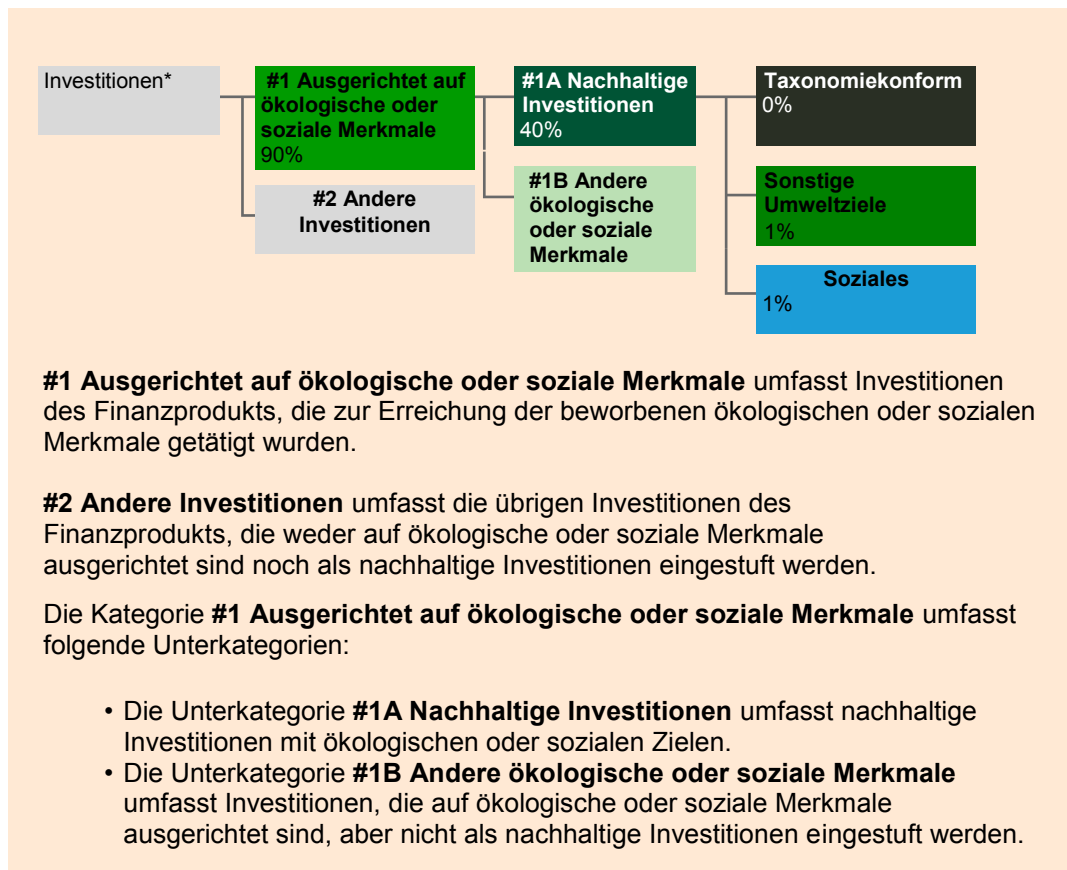 Investitionen*
#1 Ausgerichtet auf
ökologische oder
soziale Merkmale
90%
#2 Andere
Investitionen
#1A Nachhaltige
Investitionen
40%
#1B Andere
ökologische
oder soziale
Merkmale
Taxonomiekonform
0%
Sonstige
Umweltziele
1%
Soziales
1%
#1 Ausgerichtet auf ökologische oder soziale Merkmale umfasst Investitionen
des Finanzprodukts, die zur Erreichung der beworbenen ökologischen oder sozialen
Merkmale getätigt wurden.
#2 Andere Investitionen umfasst die übrigen Investitionen des
Finanzprodukts, die weder auf ökologische oder soziale Merkmale
ausgerichtet sind noch als nachhaltige Investitionen eingestuft werden.
Die Kategorie #1 Ausgerichtet auf ökologische oder soziale Merkmale umfasst
folgende Unterkategorien:
• Die Unterkategorie #1A Nachhaltige Investitionen umfasst nachhaltige
Investitionen mit ökologischen oder sozialen Zielen.
• Die Unterkategorie #1B Andere ökologische oder soziale Merkmale
umfasst Investitionen, die auf ökologische oder soziale Merkmale
ausgerichtet sind, aber nicht als nachhaltige Investitionen eingestuft werden.